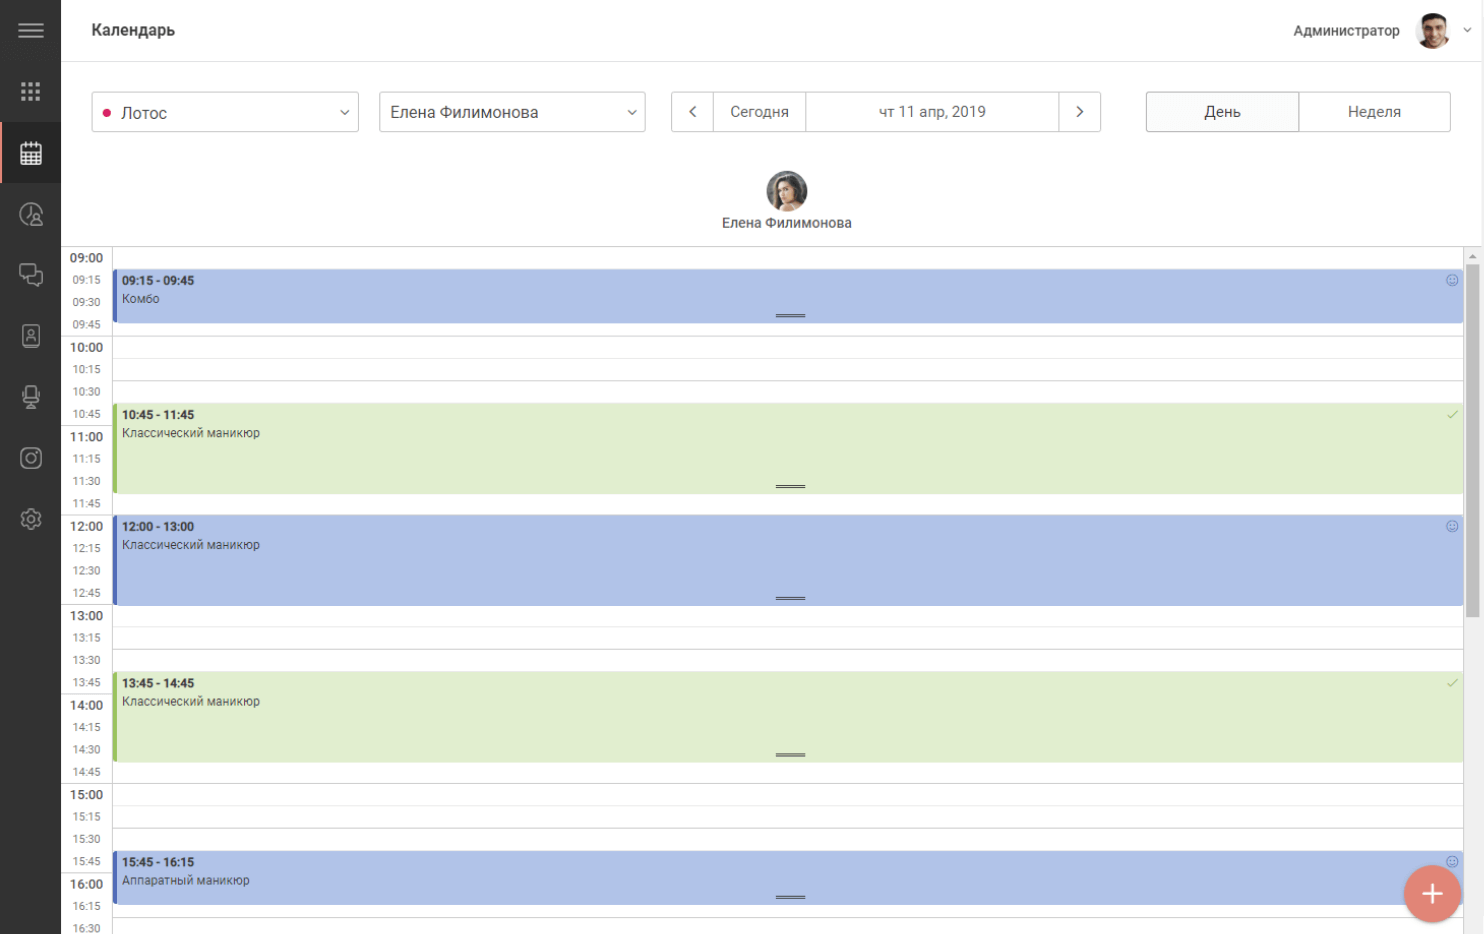 Календарь
Администратор
Лотос
Елена Филимонова
Сегодня
чт 11 апр, 2019
День
Неделя
Елена Филимонова
09:00
09:15
09:15 - 09:45
09:30
Комбо
09:45
10:00
10:15
10:30
10:45
10:45 - 11:45
11:00
Классический маникюр
11:15
11:30
11:45
12:00
12:00 - 13:00
12:15
Классический маникюр
12:30
12:45
13:00
13:15
13:30
13:45
13:45 - 14:45
14:00
Классический маникюр
14:15
14:30
14:45
15:00
15:15
15:30
15:45
15:45 - 16:15
16:00
Аппаратный маникюр
16:15
16:30